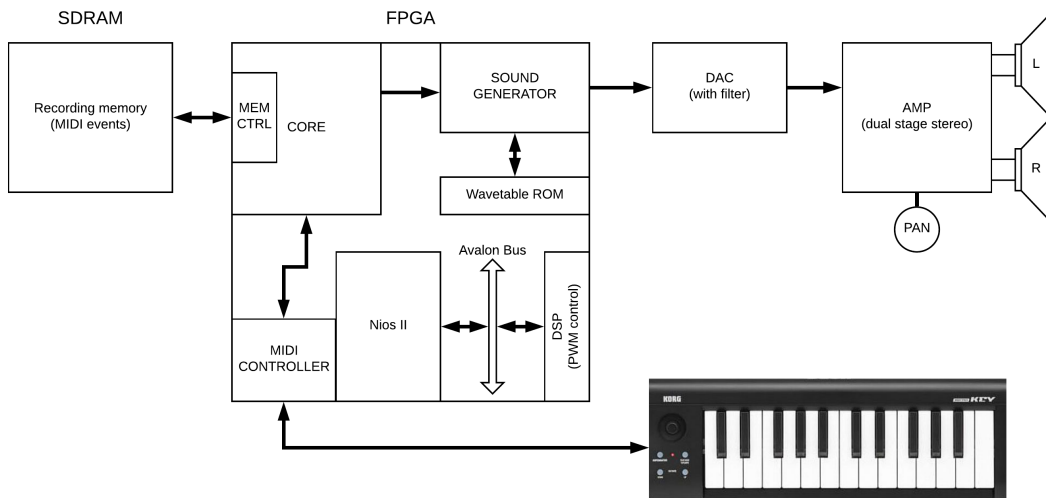 SDRAM
FPGA
Recording memory
(MIDI events)
MEM
CTRL
CORE
SOUND
GENERATOR
DAC
(with filter)
AMP
(dual stage stereo)
L
R
PAN
Wavetable ROM
Avalon Bus
Nios II
DSP
(PWM control)
MIDI
CONTROLLER
KORG
KEY